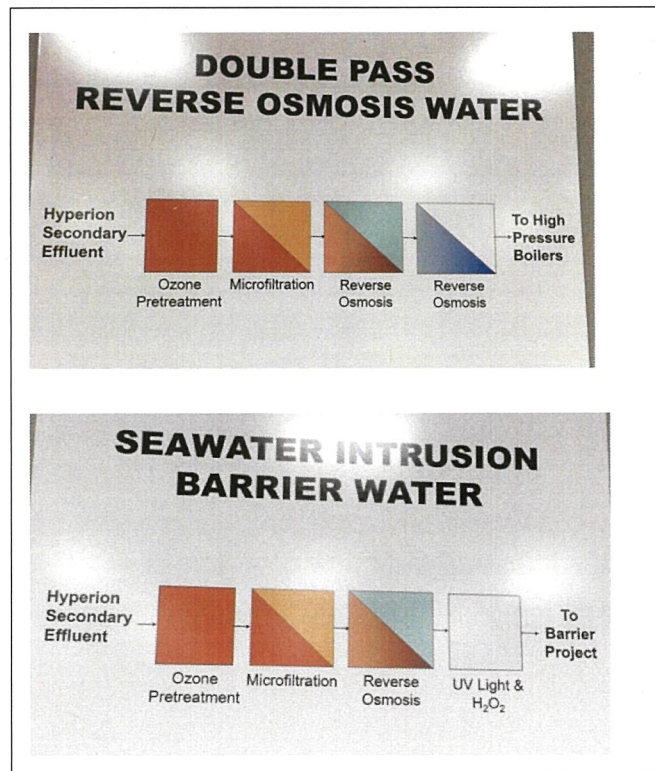 DOUBLE PASS
REVERSE OSMOSIS WATER
Hyperion
Secondary
Effluent
Ozone
Pretreatment
Microfiltration
Reverse
Osmosis
Reverse
Osmosis
To High
Pressure
Boilers
SEAWATER INTRUSION
BARRIER WATER
Hyperion
Secondary
Effluent
Ozone
Pretreatment
Microfiltration
Reverse
Osmosis
UV Light &
H₂O₂
To
Barrier
Project